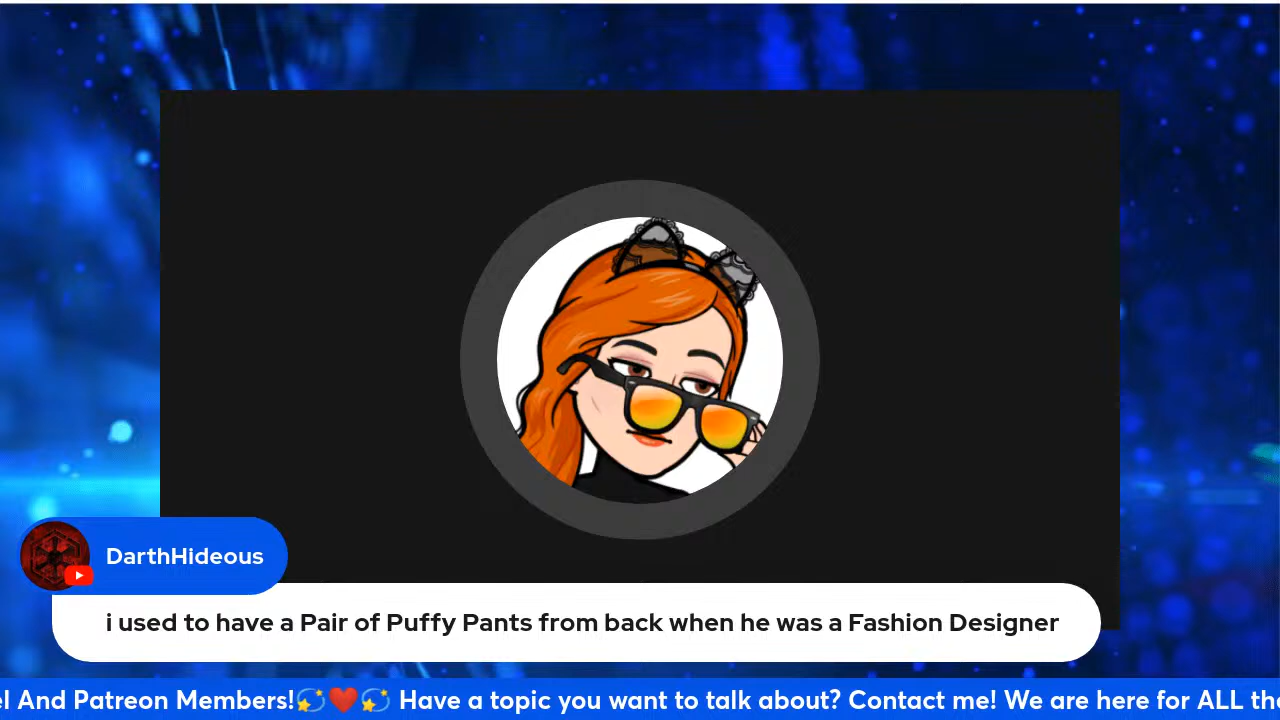 DarthHideous
i used to have a Pair of Puffy Pants from back when he was a Fashion Designer
And Patreon Members!💫❤️💫 Have a topic you want to talk about? Contact me! We are here for ALL